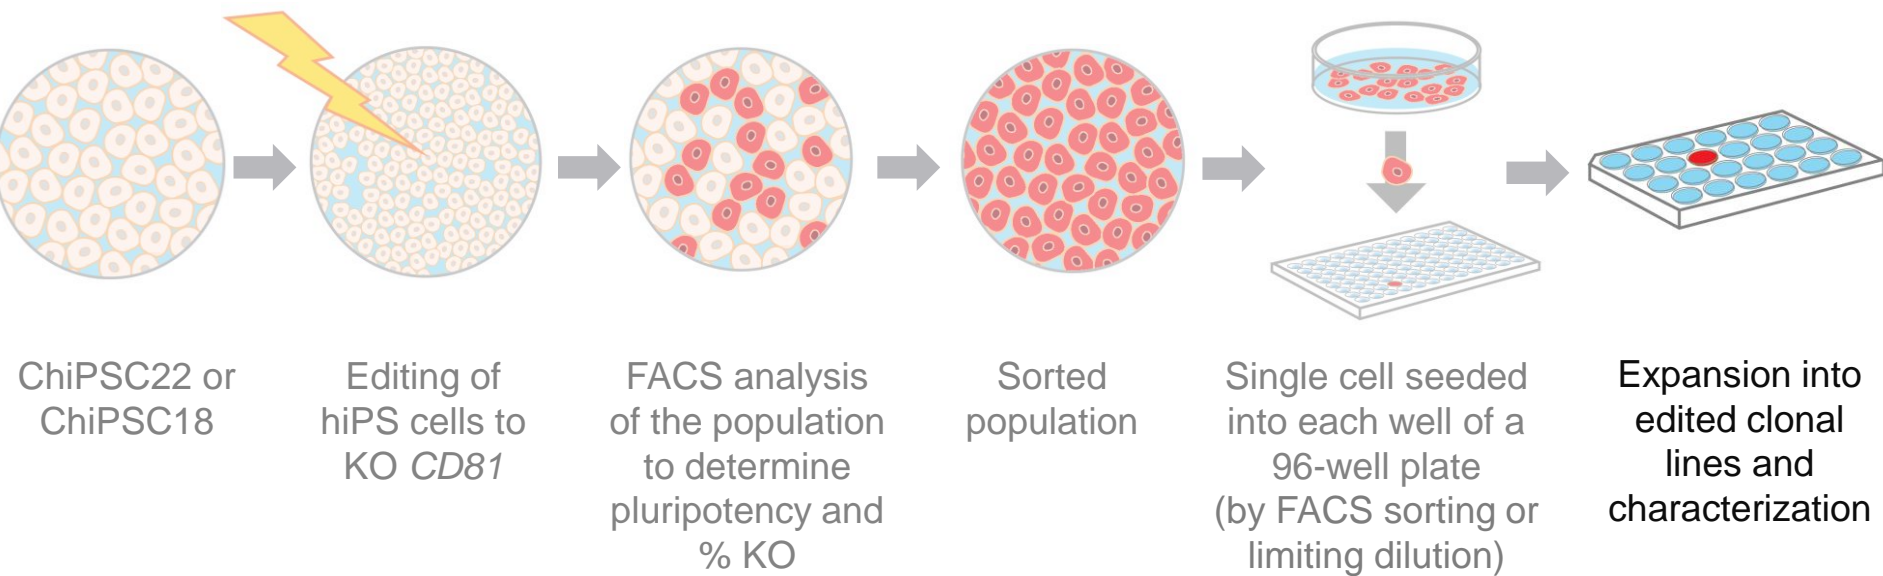 ChiPSC22 or
ChiPSC18
Editing of
hiPS cells to
KO CD81
FACS analysis
of the population
to determine
pluripotency and
% KO
Sorted
population
Single cell seeded
into each well of a
96-well plate
(by FACS sorting or
limiting dilution)
Expansion into
edited clonal
lines and
characterization